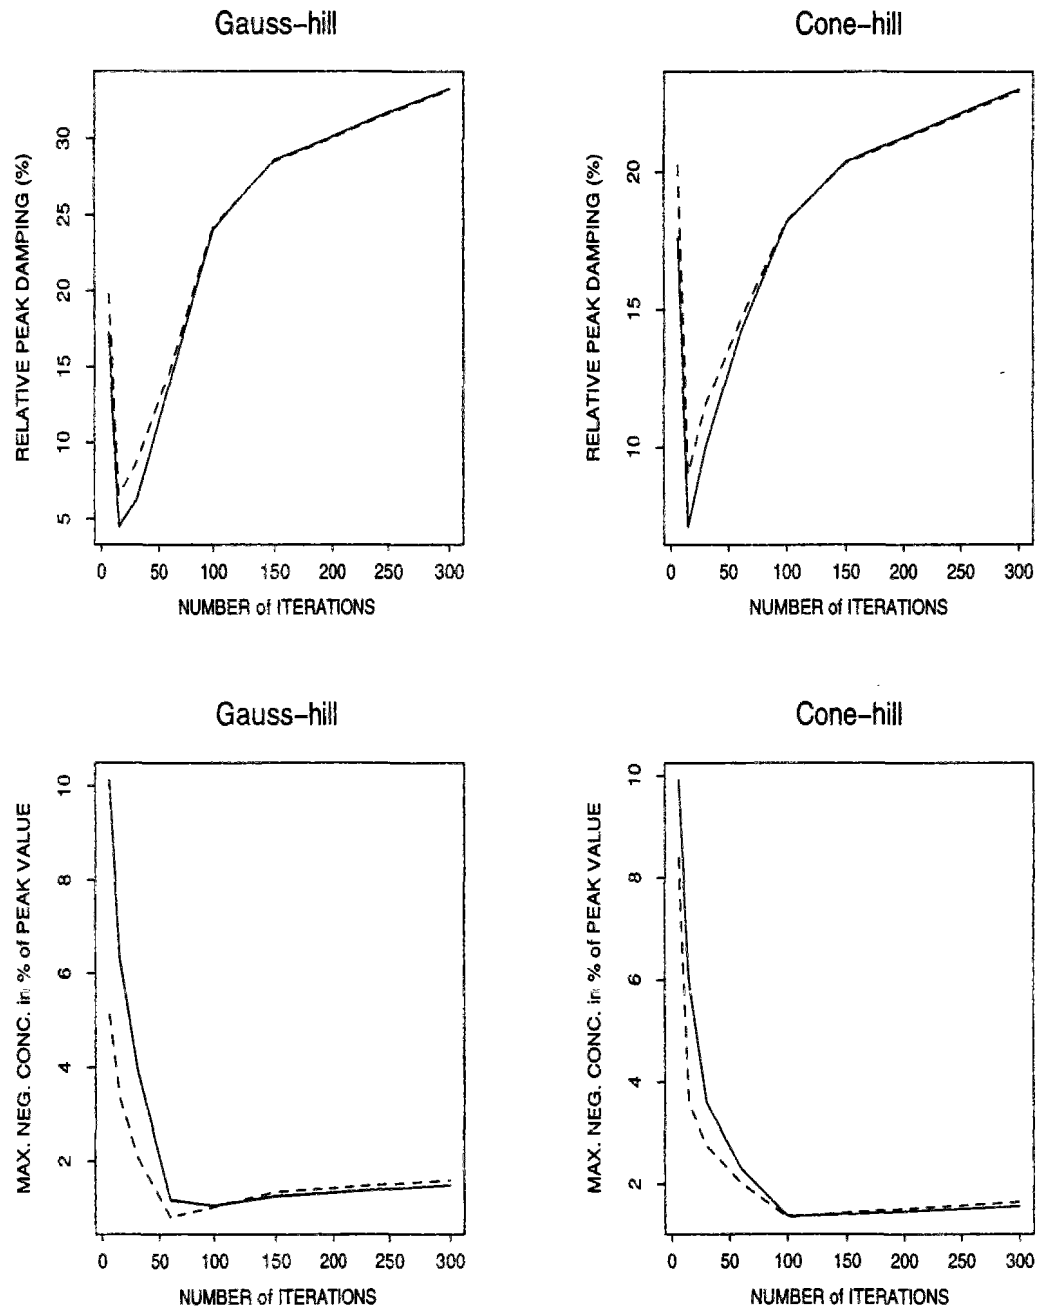 Gauss-hill
Cone-hill
RELATIVE PEAK DAMPING (%)
30
25
20
15
10
5
0 50 100 150 200 250 300
NUMBER of ITERATIONS
RELATIVE PEAK DAMPING (%)
20
15
10
0 50 100 150 200 250 300
NUMBER of ITERATIONS
Gauss-hill
Cone-hill
MAX. NEG. CONC. in % of PEAK VALUE
10
8
6
4
2
0 50 100 150 200 250 300
NUMBER of ITERATIONS
MAX. NEG. CONC. in % of PEAK VALUE
10
8
6
4
2
0 50 100 150 200 250 300
NUMBER of ITERATIONS